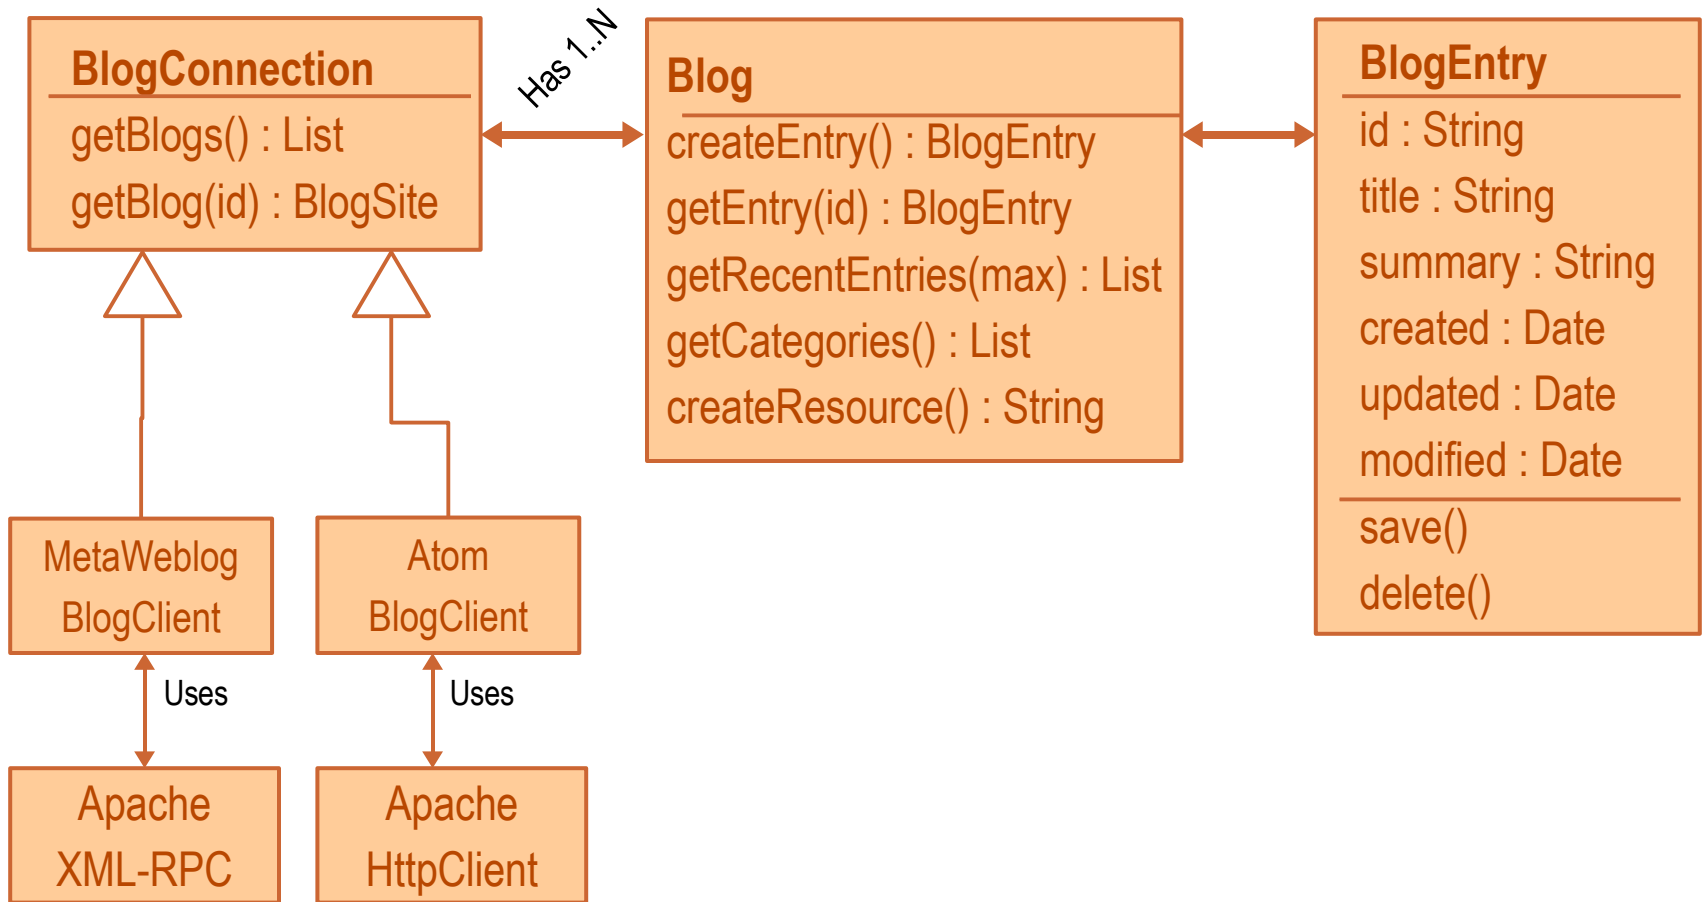 BlogConnection
getBlogs() : List
getBlog(id) : BlogSite
Has 1..N
Blog
createEntry() : BlogEntry
getEntry(id) : BlogEntry
getRecentEntries(max) : List
getCategories() : List
createResource() : String
BlogEntry
id : String
title : String
summary : String
created : Date
updated : Date
modified : Date
save()
delete()
MetaWeblog
BlogClient
Atom
BlogClient
Uses
Uses
Apache
XML-RPC
Apache
HttpClient